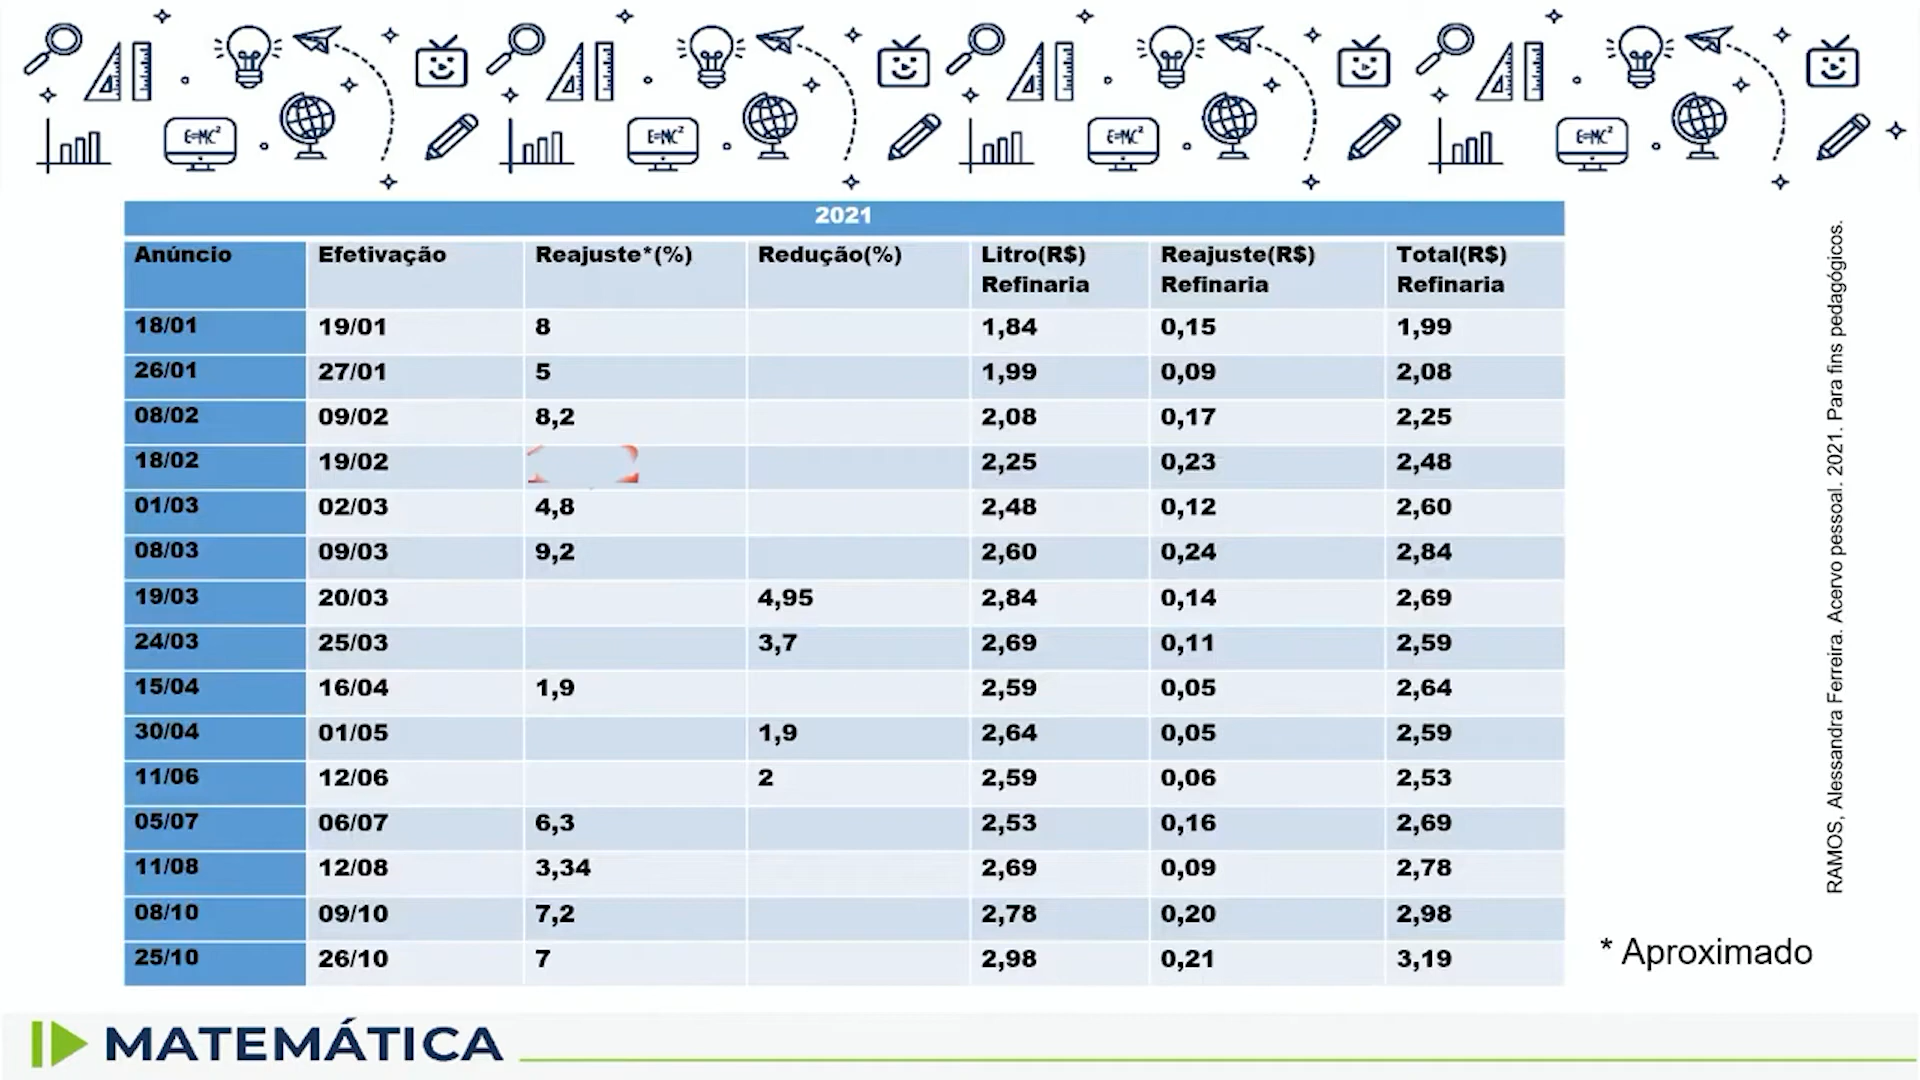 E=MC² E=MC² E=MC² E=MC²
2021
Anúncio Efetivação Reajuste*(%) Redução(%) Litro(R$) Refinaria Reajuste(R$) Refinaria Total(R$) Refinaria
18/01 19/01 8 1,84 0,15 1,99
26/01 27/01 5 1,99 0,09 2,08
08/02 09/02 8,2 2,08 0,17 2,25
18/02 19/02 2,25 0,23 2,48
01/03 02/03 4,8 2,48 0,12 2,60
08/03 09/03 9,2 2,60 0,24 2,84
19/03 20/03 4,95 2,84 0,14 2,69
24/03 25/03 3,7 2,69 0,11 2,59
15/04 16/04 1,9 2,59 0,05 2,64
30/04 01/05 1,9 2,64 0,05 2,59
11/06 12/06 2 2,59 0,06 2,53
05/07 06/07 6,3 2,53 0,16 2,69
11/08 12/08 3,34 2,69 0,09 2,78
08/10 09/10 7,2 2,78 0,20 2,98
25/10 26/10 7 2,98 0,21 3,19
* Aproximado
RAMOS, Alessandra Ferreira. Acervo pessoal. 2021. Para fins pedagógicos.
MATEMÁTICA